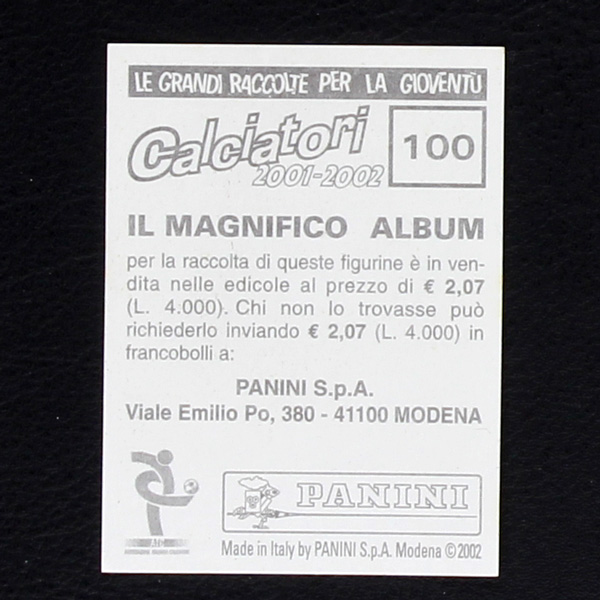 LE GRANDI RACCOLTE PER LA GIOVENTÙ
Calciatori
2001-2002
100
IL MAGNIFICO ALBUM
per la raccolta di queste figurine è in ven-
dita nelle edicole al prezzo di € 2,07
(L. 4.000). Chi non lo trovasse può
richiederlo inviando € 2,07 (L. 4.000) in
francobolli a:
PANINI S.p.A.
Viale Emilio Po, 380 - 41100 MODENA
PANINI
Made in Italy by PANINI S.p.A. Modena © 2002